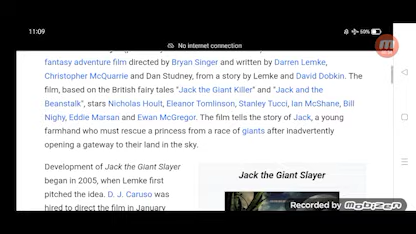 11:09
50%
No internet connection
fantasy adventure film directed by Bryan Singer and written by Darren Lemke,
Christopher McQuarrie and Dan Studney, from a story by Lemke and David Dobkin. The
film, based on the British fairy tales "Jack the Giant Killer" and "Jack and the
Beanstalk", stars Nicholas Hoult, Eleanor Tomlinson, Stanley Tucci, Ian McShane, Bill
Nighy, Eddie Marsan and Ewan McGregor. The film tells the story of Jack, a young
farmhand who must rescue a princess from a race of giants after inadvertently
opening a gateway to their land in the sky.
Development of Jack the Giant Slayer
began in 2005, when Lemke first
pitched the idea. D. J. Caruso was
hired to direct the film in January
Jack the Giant Slayer
Recorded by mobizen